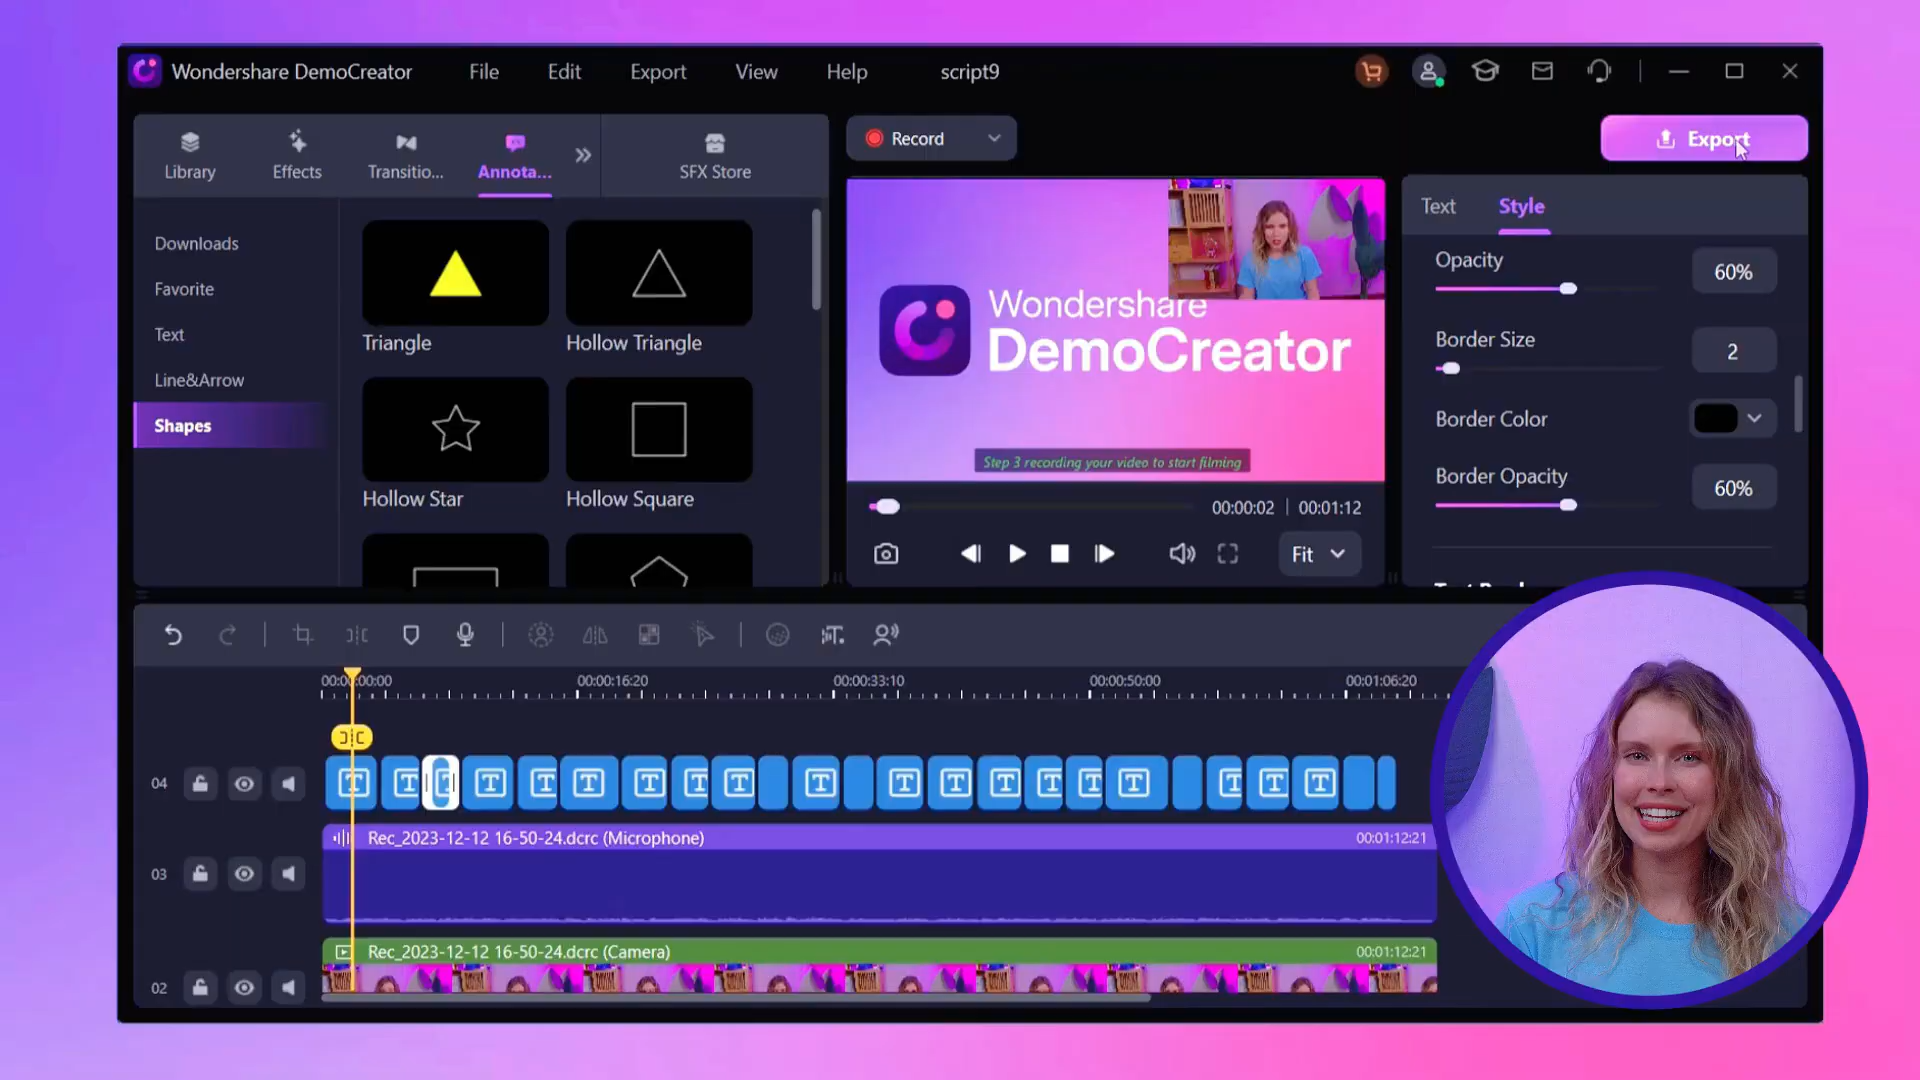 Wondershare DemoCreator File Edit Export View Help script9
Library Effects Transitio... Annota... SFX Store
Record
Export
Downloads
Favorite
Text
Line&Arrow
Shapes
Triangle Hollow Triangle
Hollow Star Hollow Square
Wondershare
DemoCreator
Step 3 recording your video to start filming
00:00:02 | 00:01:12
Fit
Text Style
Opacity 60%
Border Size 2
Border Color
Border Opacity 60%
00:00:00:00 00:00:16:20 00:00:33:10 00:00:50:00 00:01:06:20
04
03
Rec_2023-12-12 16-50-24.dcrc (Microphone) 00:01:12:21
02
Rec_2023-12-12 16-50-24.dcrc (Camera) 00:01:12:21